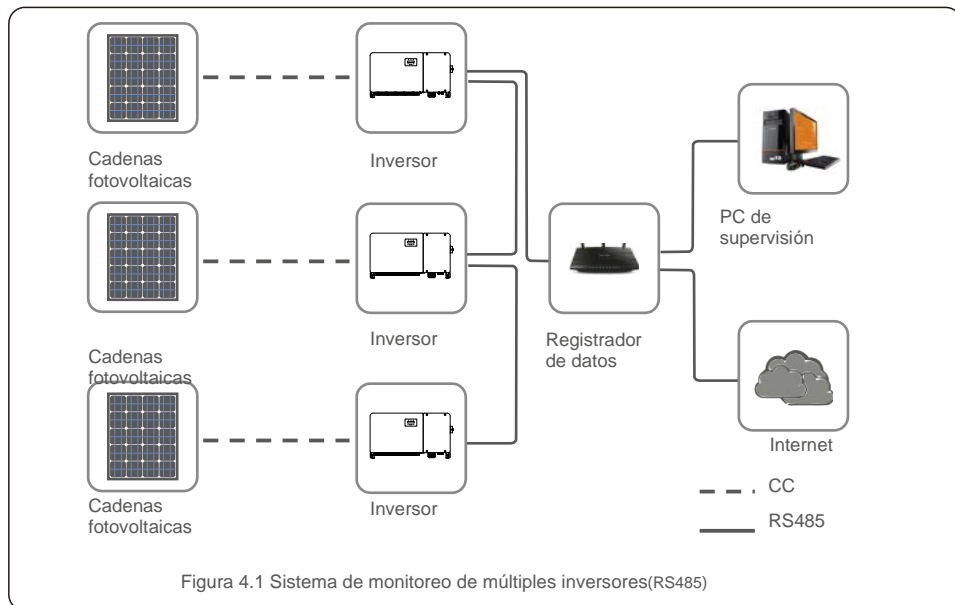 Cadenas
fotovoltaicas
Inversor
PC de
supervisión
Cadenas
fotovoltaicas
Inversor
Registrador
de datos
Internet
Cadenas
fotovoltaicas
Inversor
CC
RS485
Figura 4.1 Sistema de monitoreo de múltiples inversores(RS485)